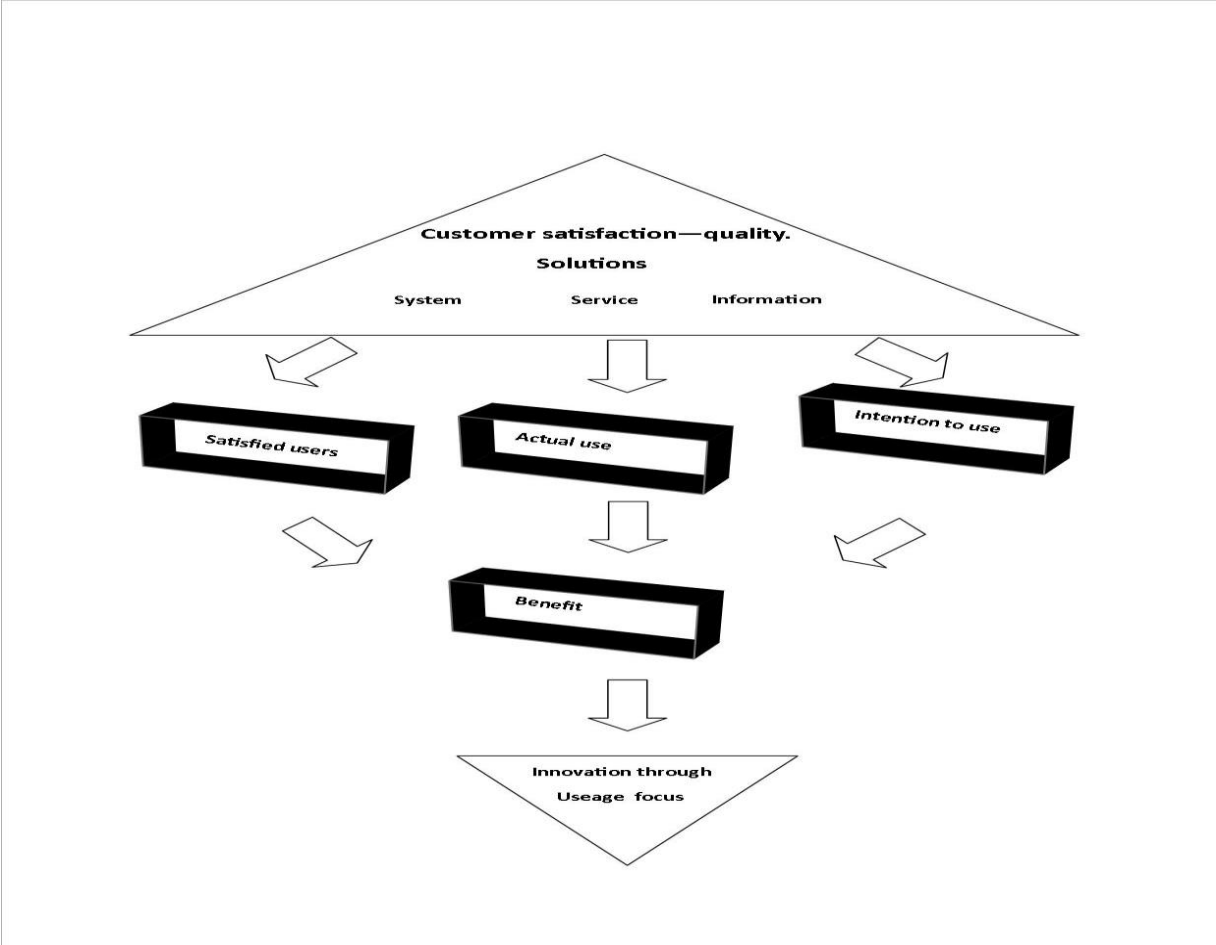 Customer satisfaction—quality.
Solutions
System Service Information
Satisfied users
Actual use
Intention to use
Benefit
Innovation through
Useage focus